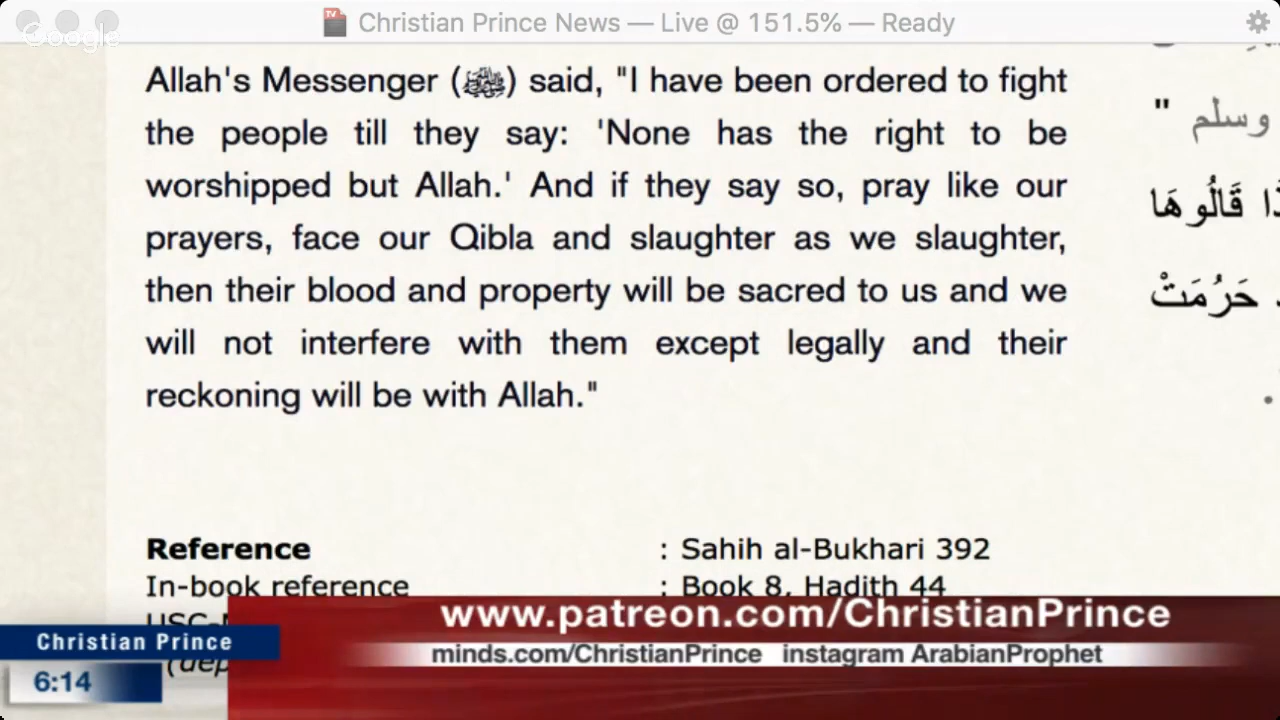 Christian Prince News — Live @ 151.5% — Ready
Google
Allah's Messenger (ﷺ) said, "I have been ordered to fight
the people till they say: 'None has the right to be
worshipped but Allah.' And if they say so, pray like our
prayers, face our Qibla and slaughter as we slaughter,
then their blood and property will be sacred to us and we
will not interfere with them except legally and their
reckoning will be with Allah."
وسلم "
قَالُوهَا
حَرُمَتْ
Reference : Sahih al-Bukhari 392
In-book reference : Book 8, Hadith 44
www.patreon.com/ChristianPrince
Christian Prince
minds.com/ChristianPrince instagram ArabianProphet
6:14